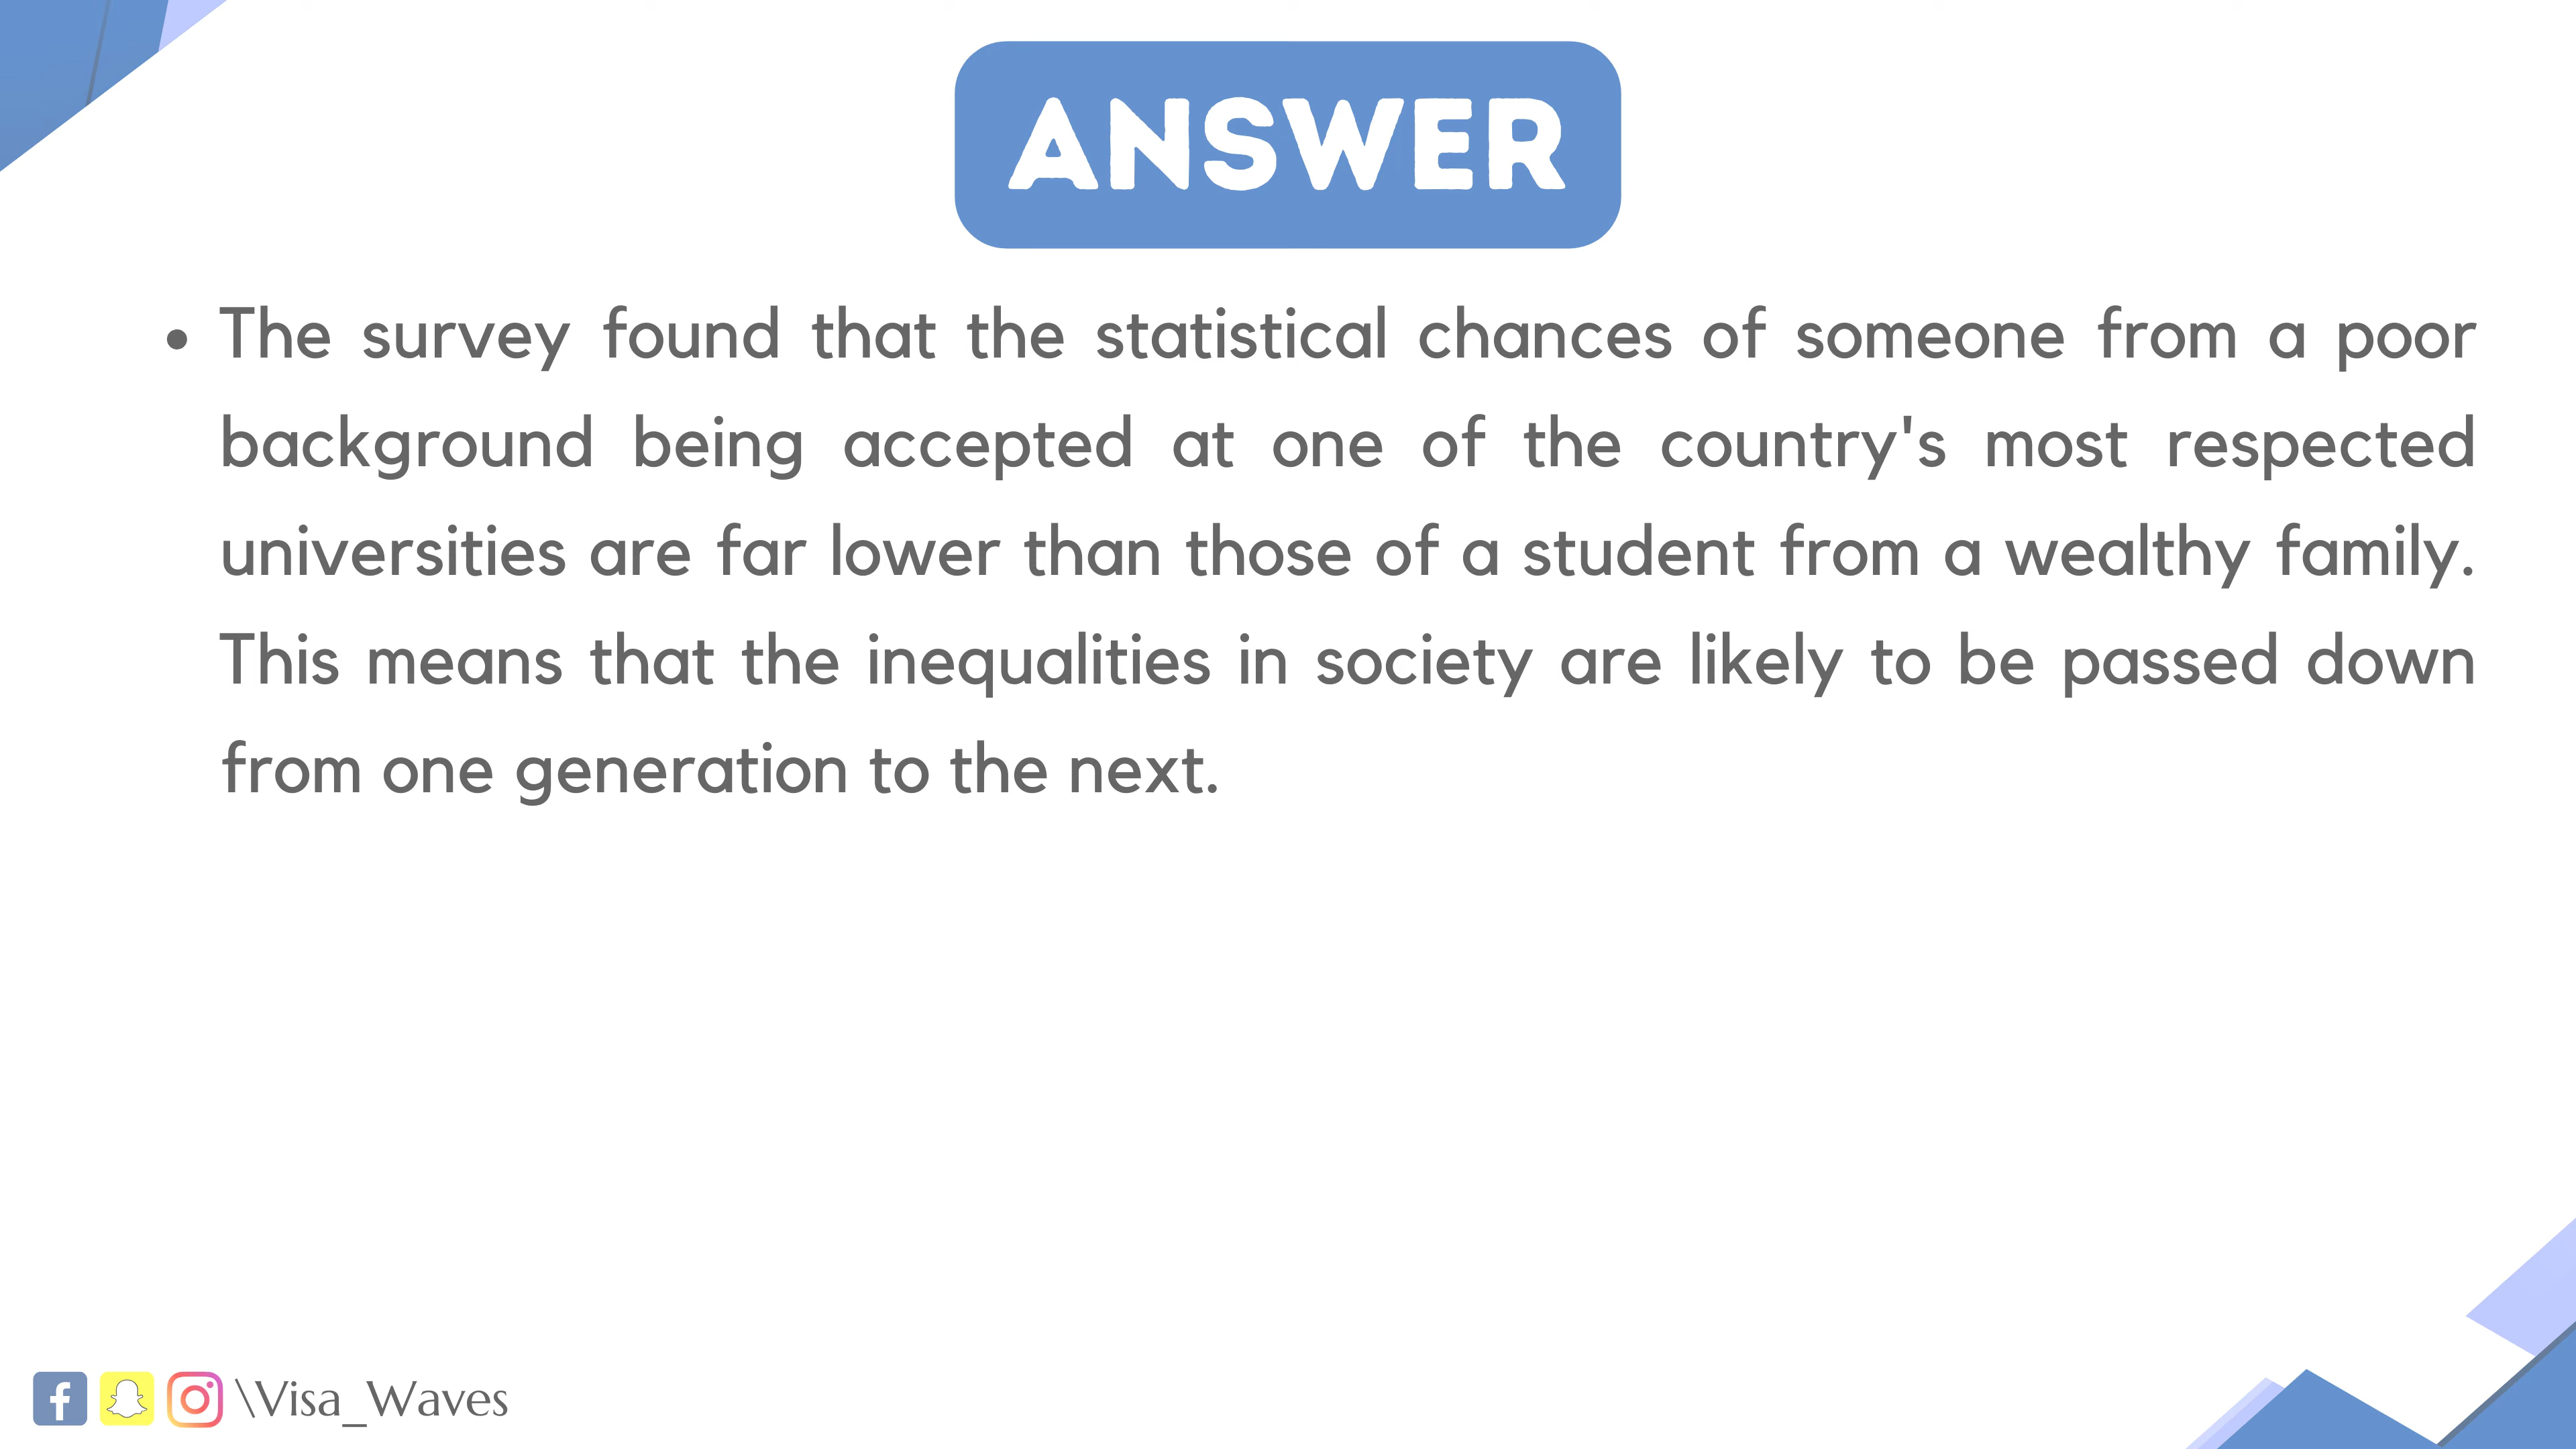 ANSWER
• The survey found that the statistical chances of someone from a poor
background being accepted at one of the country's most respected
universities are far lower than those of a student from a wealthy family.
This means that the inequalities in society are likely to be passed down
from one generation to the next.
\Visa_Waves